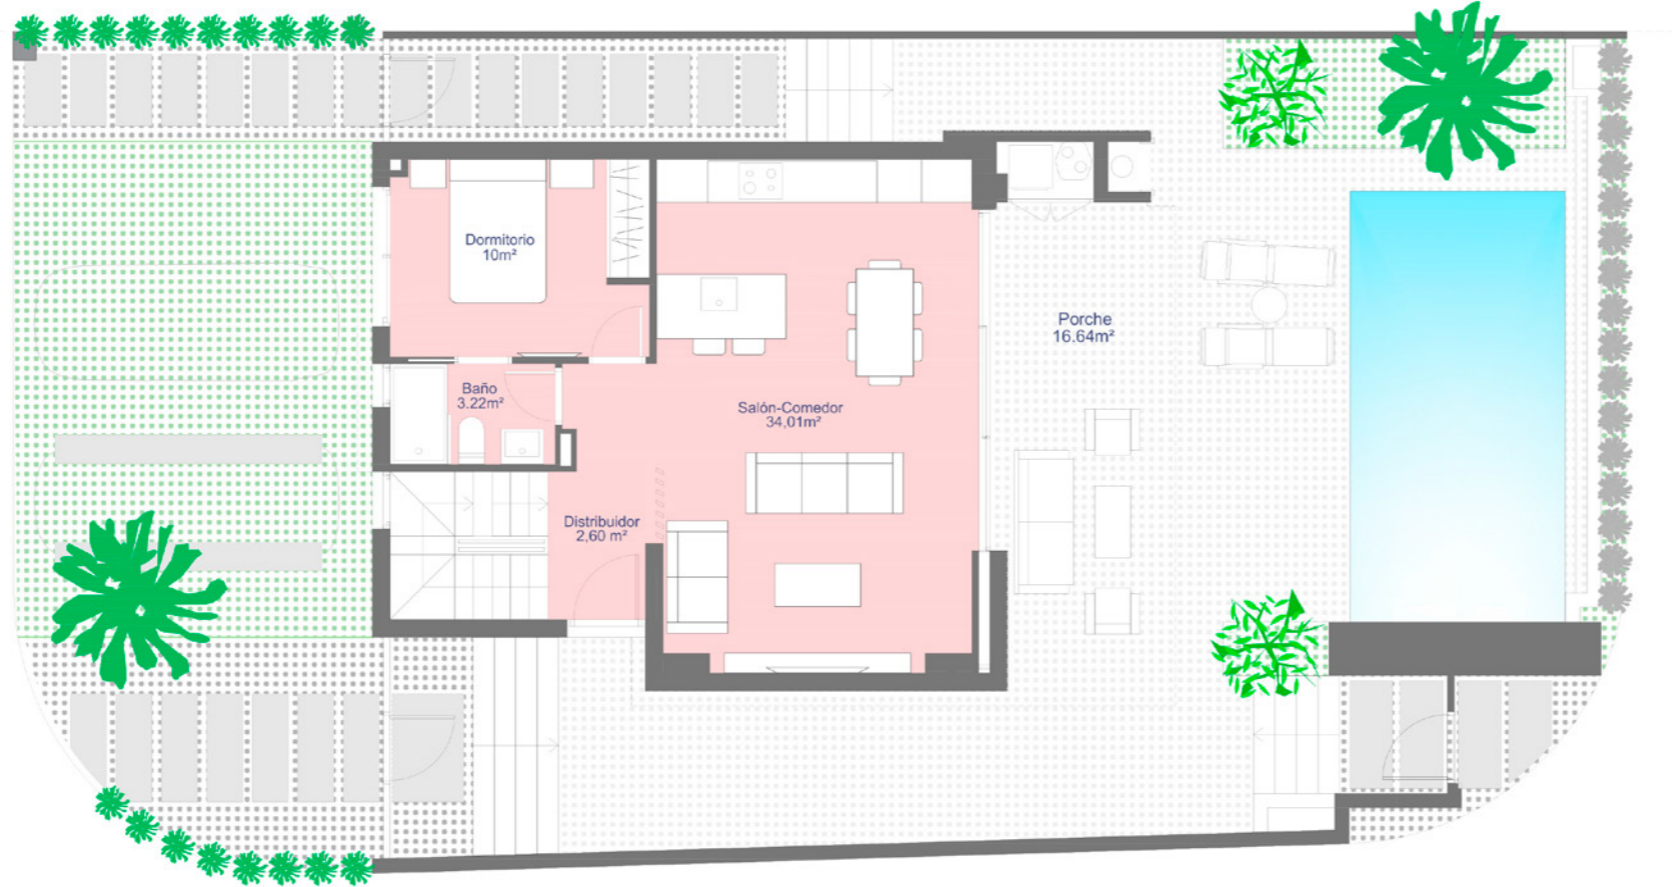 Dormitorio
10m²
Porche
16.64m²
Baño
3.22m²
Salón-Comedor
34,01m²
Distribuidor
2,60 m²